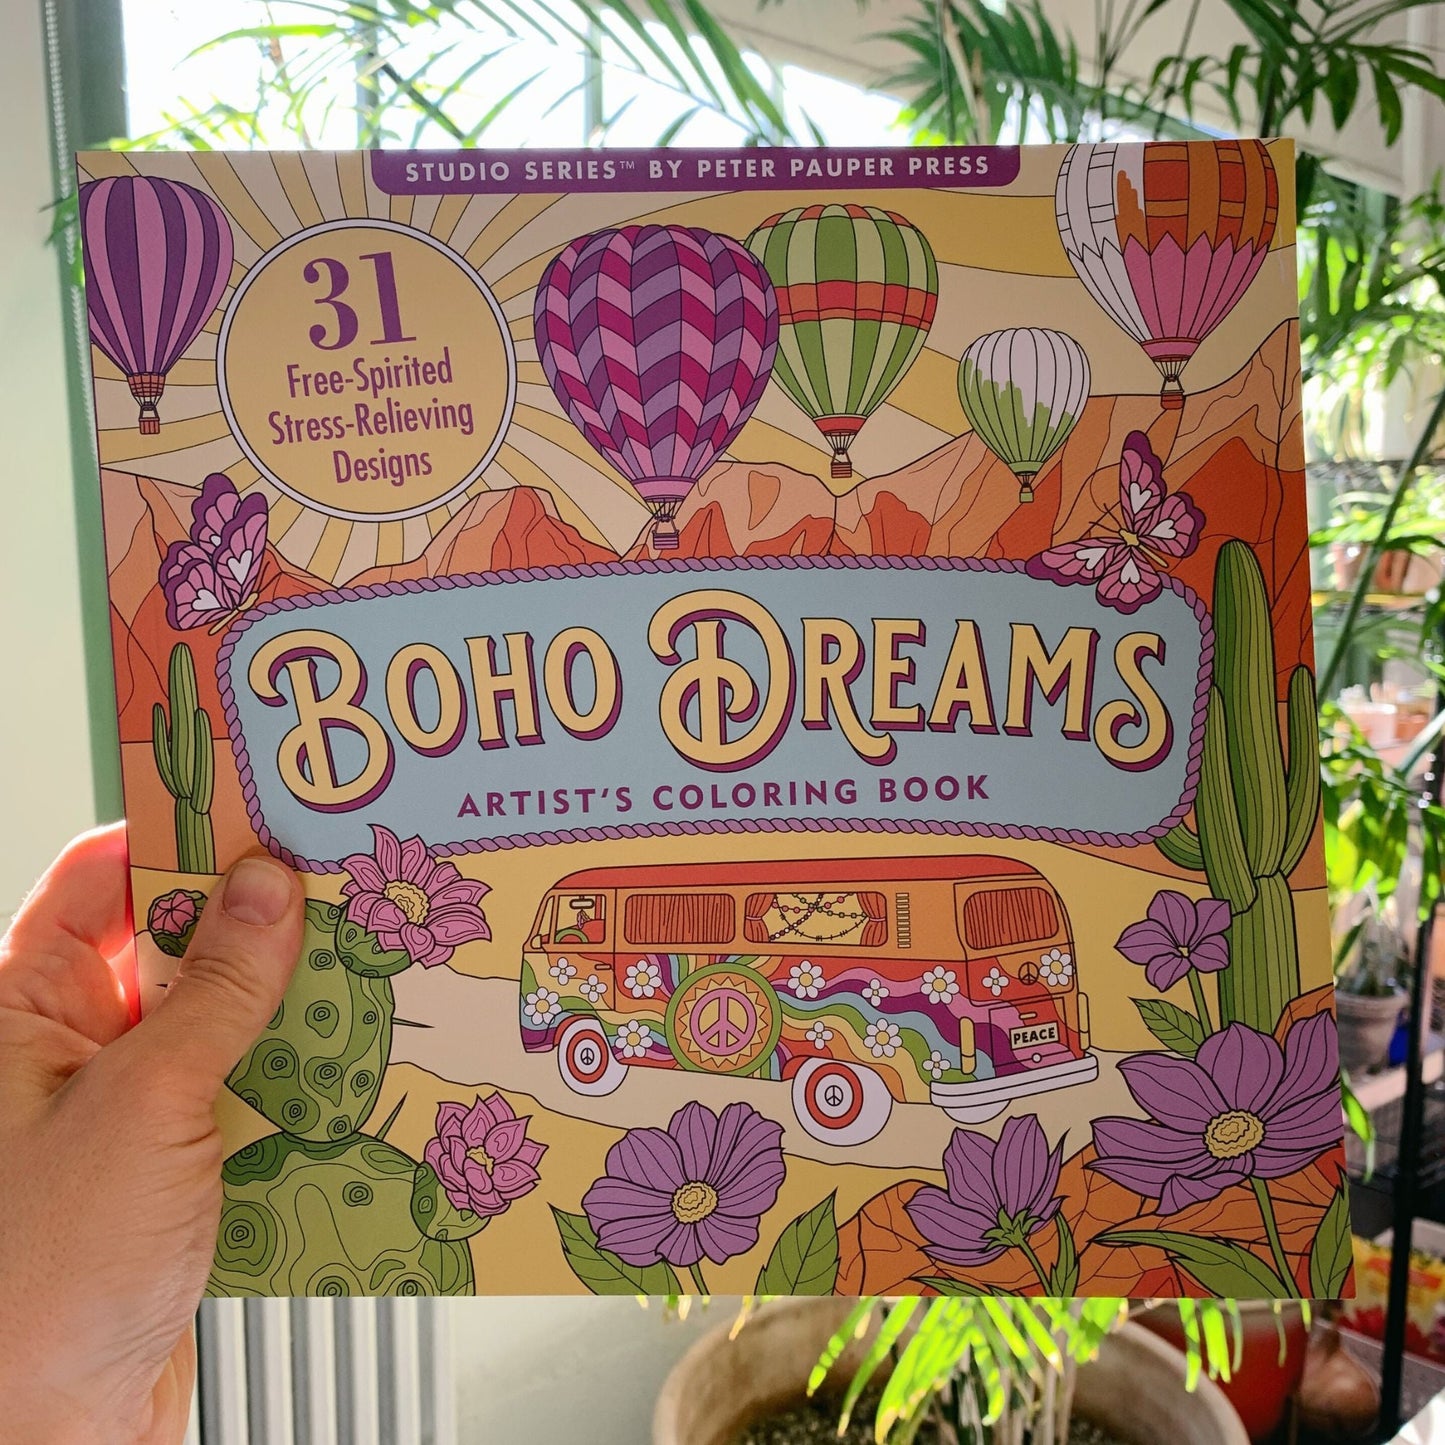 STUDIO SERIES™ BY PETER PAUPER PRESS
31
Free-Spirited
Stress-Relieving
Designs
BOHO DREAMS
ARTIST'S COLORING BOOK
PEACE